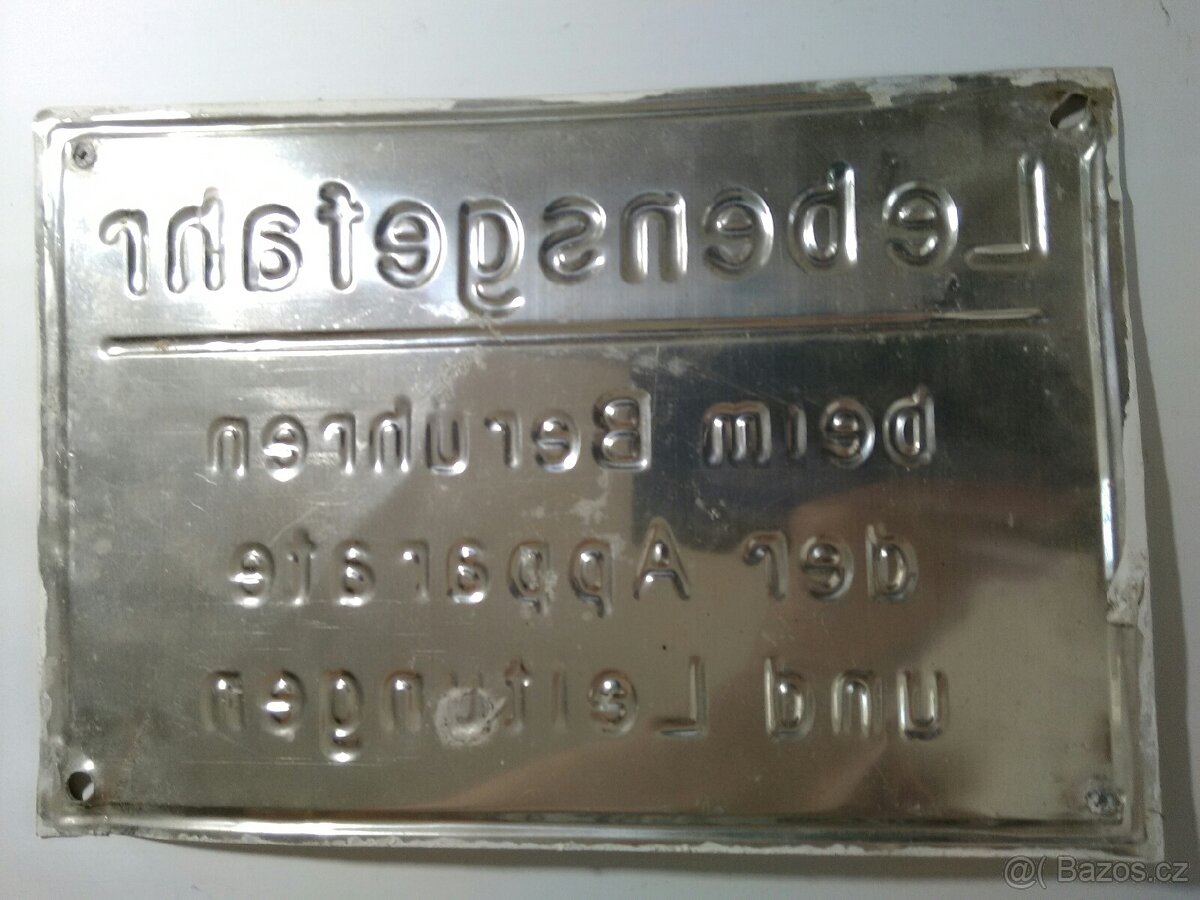 Lebensgefahr
beim Beruhren
der Apparate
und Leitungen
@( Bazos.cz